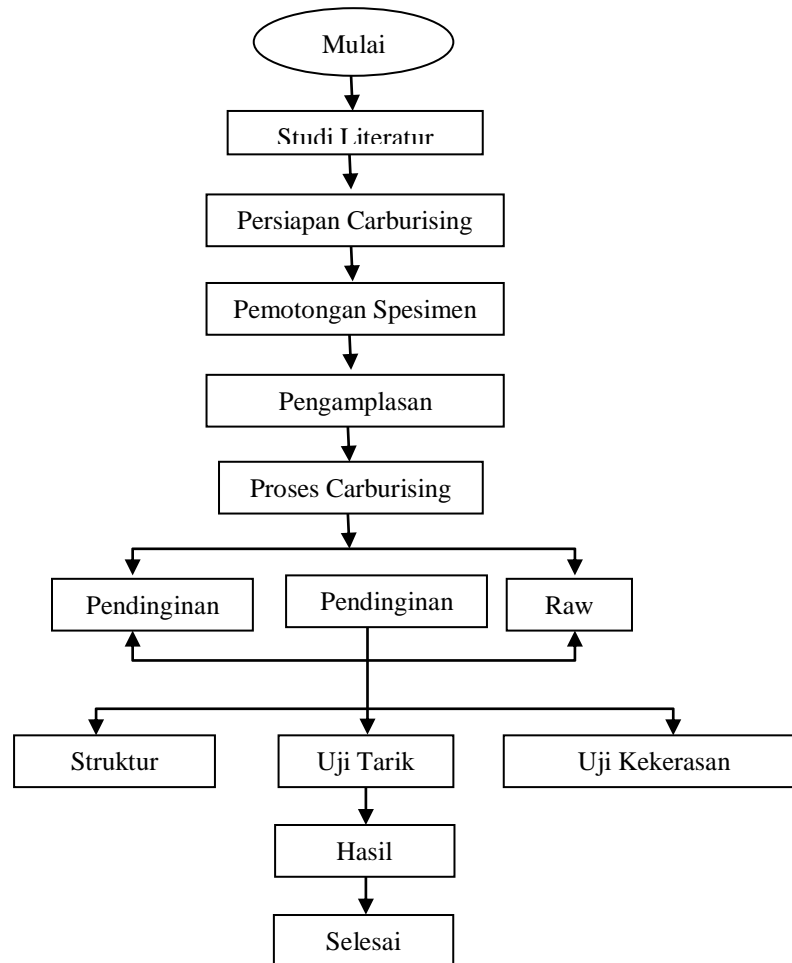 Mulai
Studi Literatur
Persiapan Carburising
Pemotongan Spesimen
Pengamplasan
Proses Carburising
Pendinginan
Pendinginan
Raw
Struktur
Uji Tarik
Uji Kekerasan
Hasil
Selesai